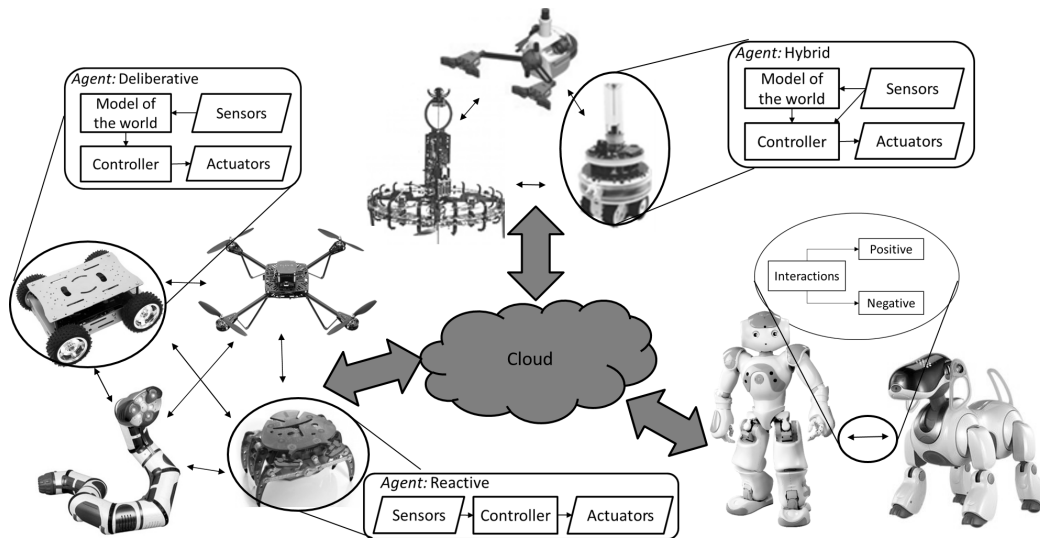 Agent: Deliberative
Model of
the world
Sensors
Controller
Actuators
Agent: Hybrid
Model of
the world
Sensors
Controller
Actuators
Interactions
Positive
Negative
Cloud
Agent: Reactive
Sensors
Controller
Actuators